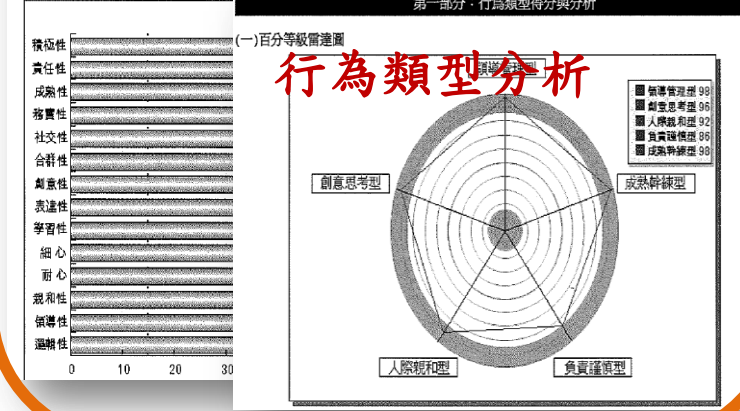 第一部分：行為類型得分與分析
(一)百分等級雷達圖
行為類型分析
領導管理型
領導管理型 98
創意思考型 96
人際親和型 92
負責謹慎型 86
成熟幹練型 98
創意思考型
成熟幹練型
人際親和型
負責謹慎型
積極性
責任性
成熟性
務實性
社交性
合群性
創意性
表達性
學習性
細心
耐心
親和性
領導性
邏輯性
0 10 20 30